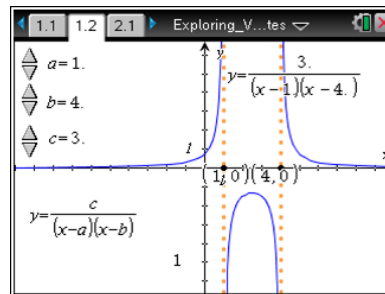 1.1 1.2 2.1 Exploring_V...tes
a=1.
b=4.
c=3.
y
y=3./((x-1.)(x-4.))
1
x
(1,0) (4,0)
y=c/((x-a)(x-b))
1